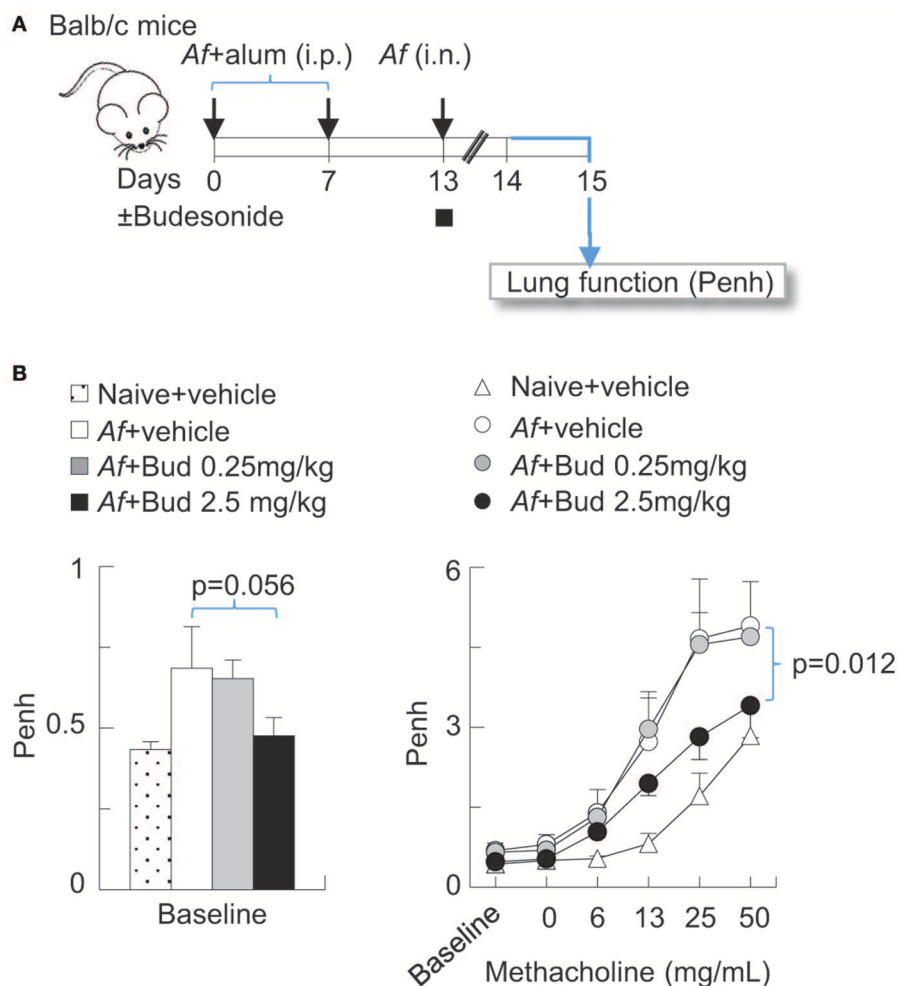 A Balb/c mice
Af+alum (i.p.) Af (i.n.)
Days 0 7 13 14 15
±Budesonide
Lung function (Penh)
B
Naive+vehicle
Af+vehicle
Af+Bud 0.25mg/kg
Af+Bud 2.5 mg/kg
1
0.5
0
Penh
p=0.056
Baseline
Naive+vehicle
Af+vehicle
Af+Bud 0.25mg/kg
Af+Bud 2.5mg/kg
6
3
0
Penh
p=0.012
Baseline 0 6 13 25 50
Methacholine (mg/mL)